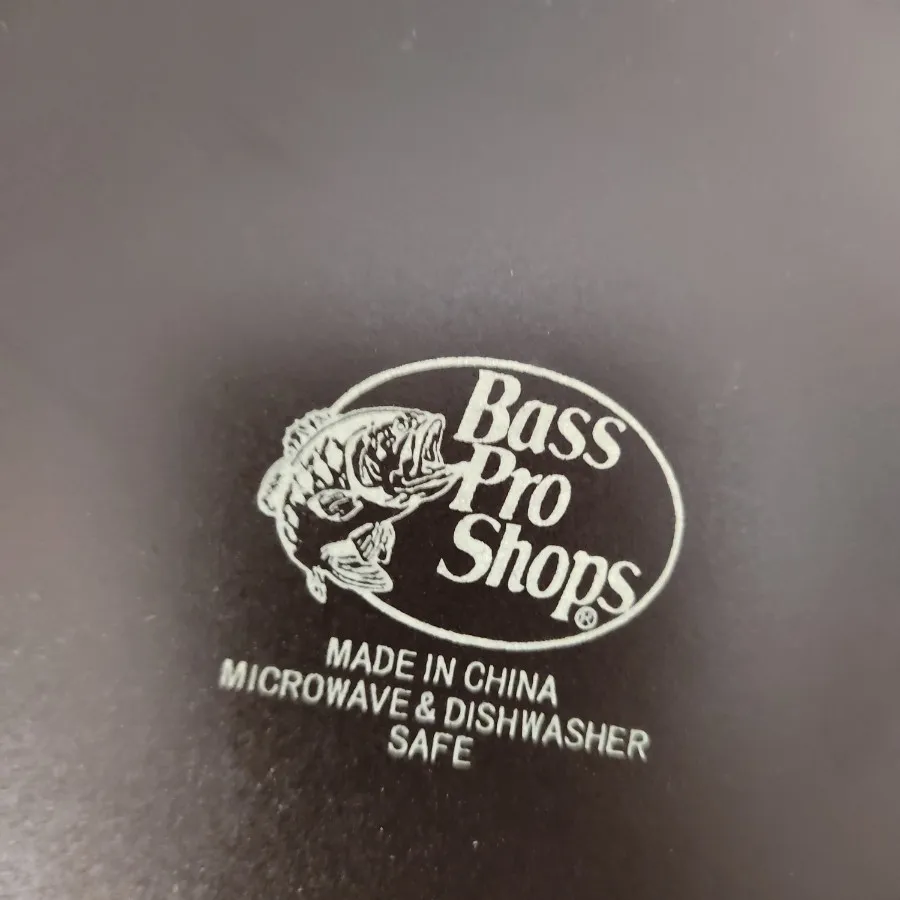 Bass
Pro
Shops®
MADE IN CHINA
MICROWAVE & DISHWASHER
SAFE